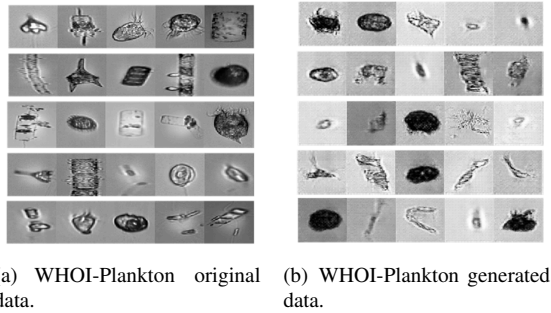 a) WHOI-Plankton original
data.
(b) WHOI-Plankton generated
data.